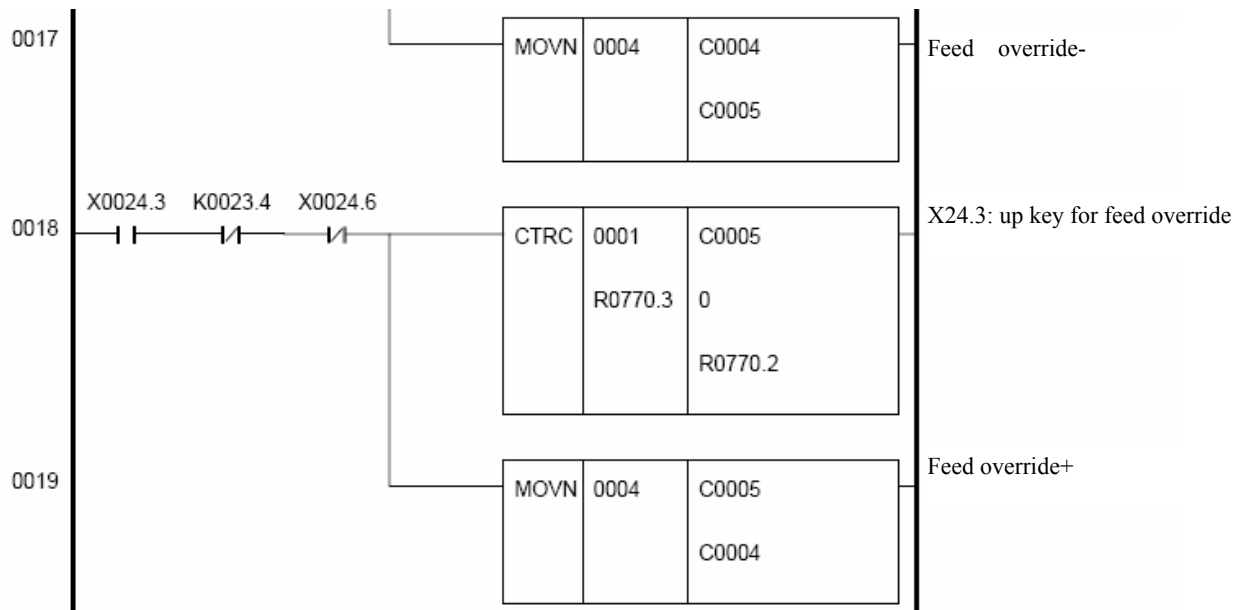 0017
MOVN 0004 C0004
Feed override-
C0005
X0024.3 K0023.4 X0024.6
0018
CTRC 0001 C0005
X24.3: up key for feed override
R0770.3 0
R0770.2
0019
MOVN 0004 C0005
Feed override+
C0004